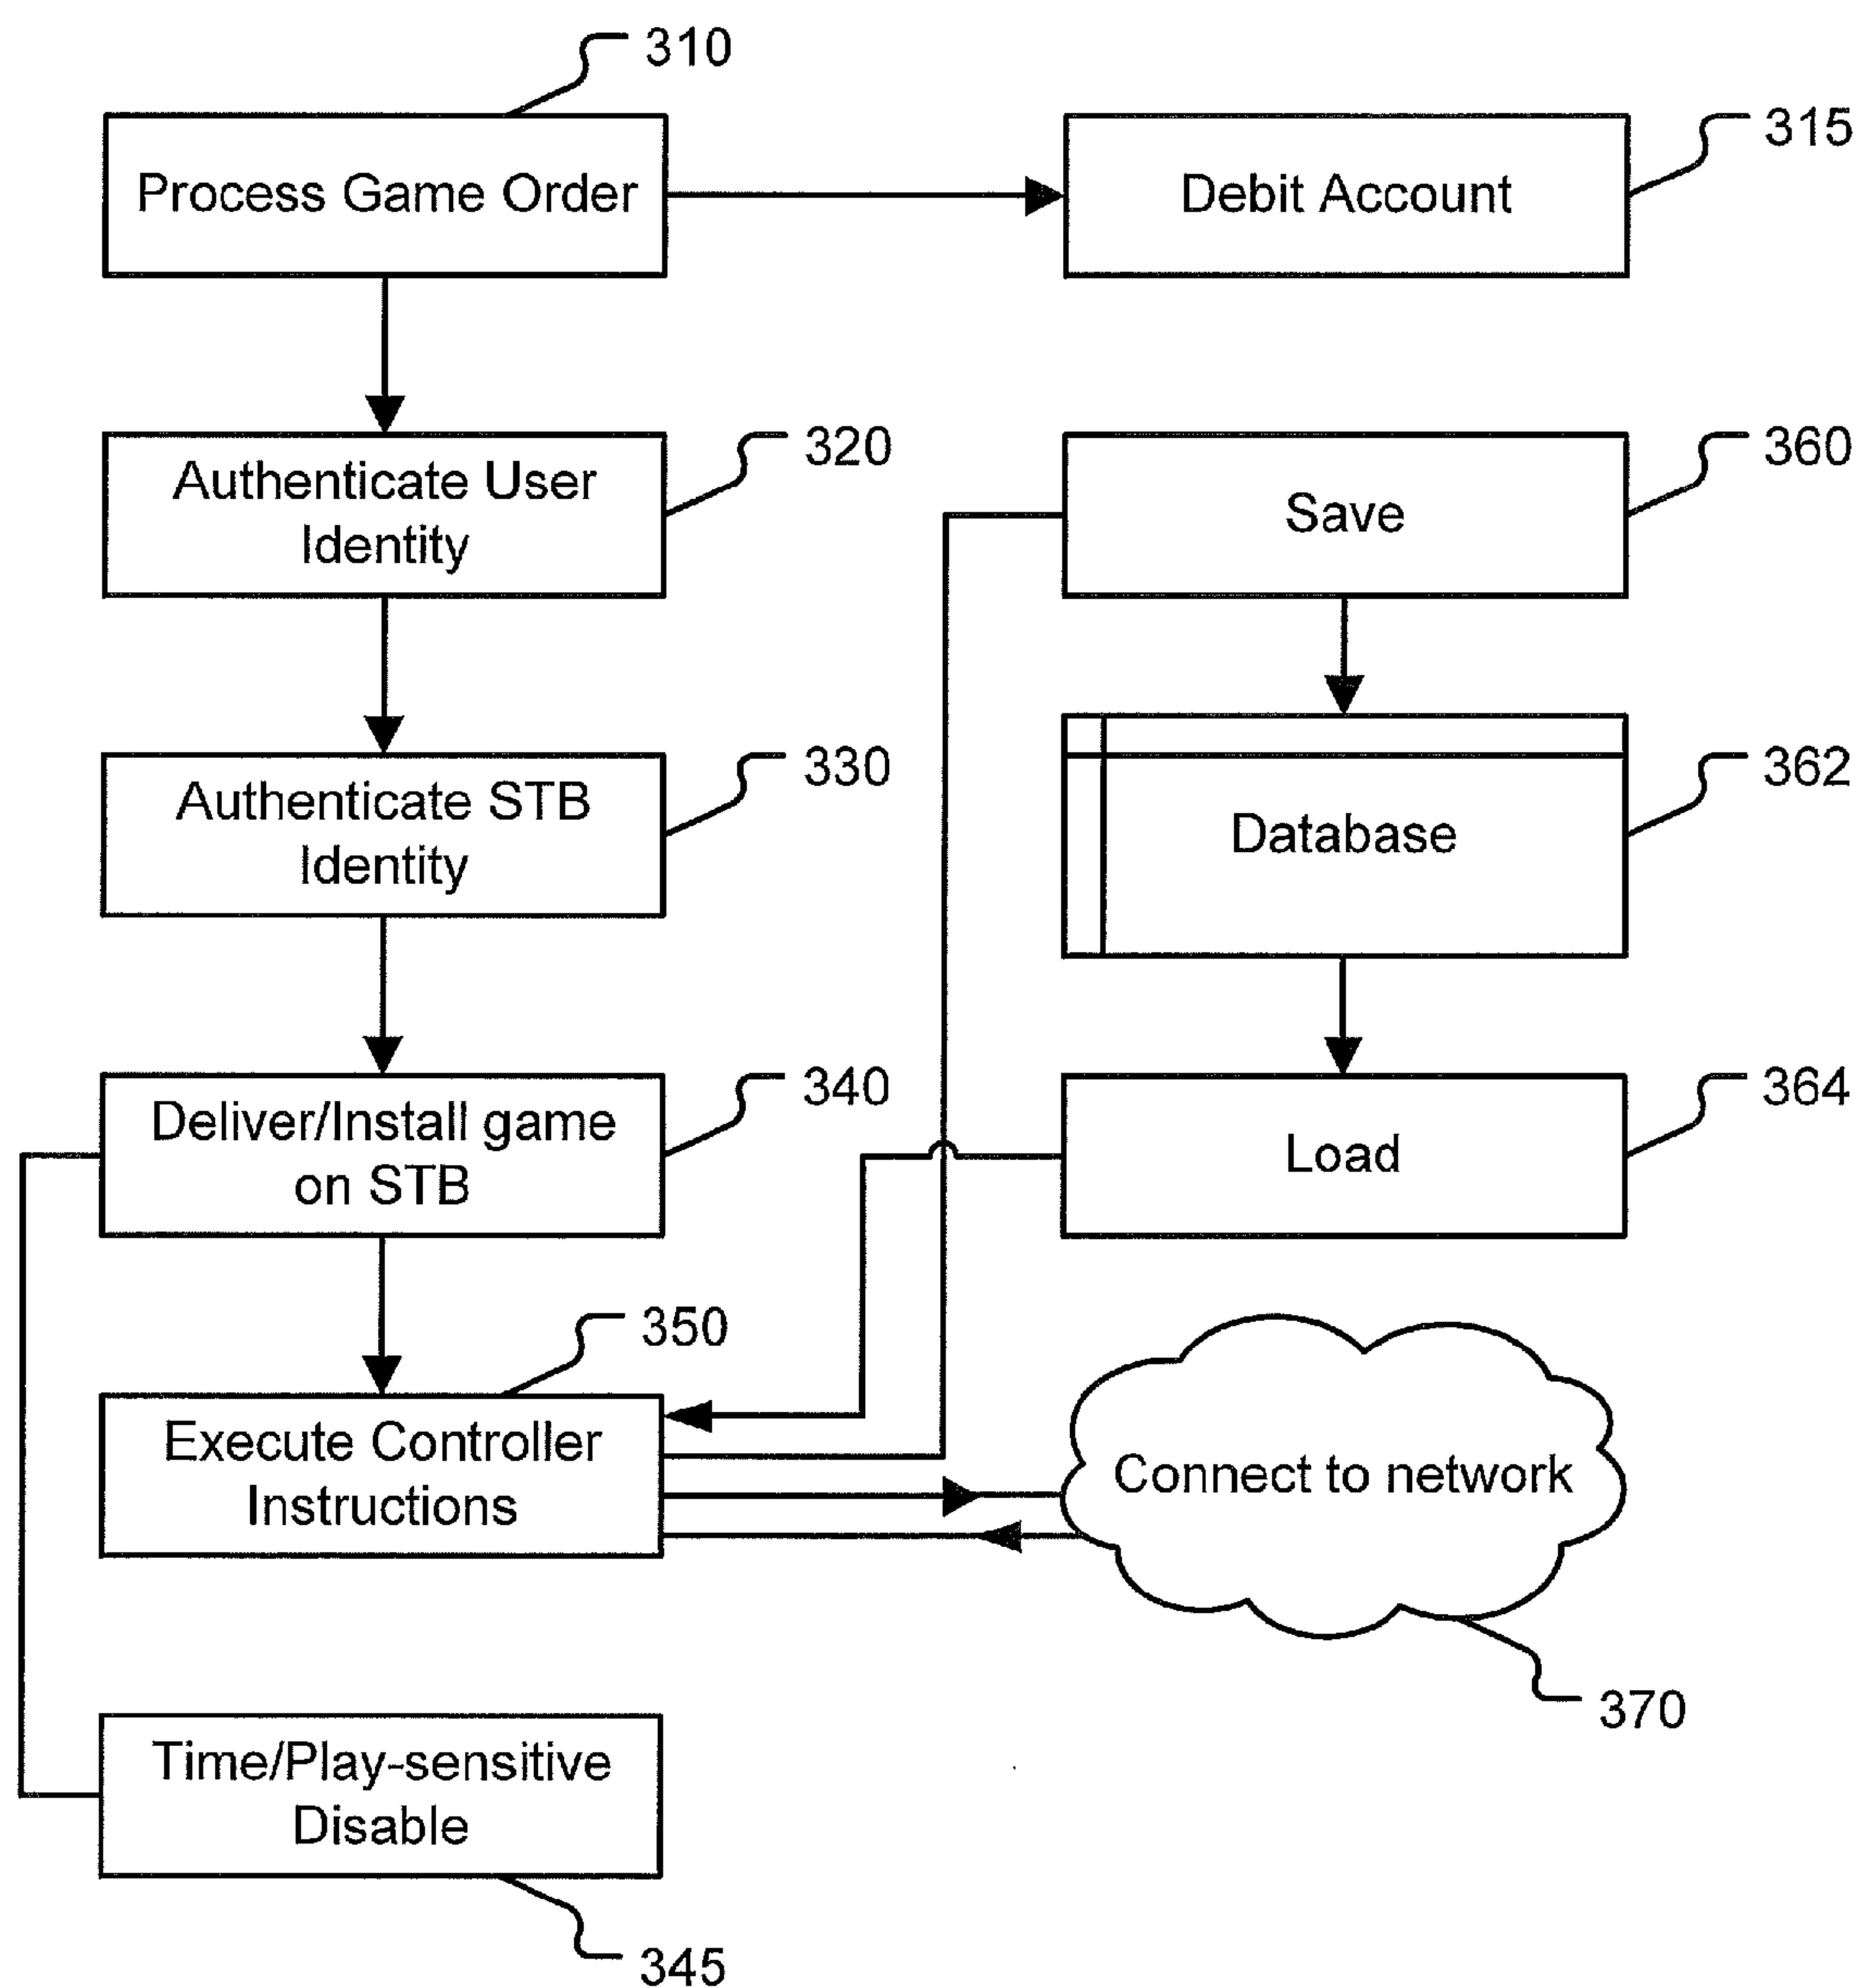 310
Process Game Order
315
Debit Account
320
Authenticate User
Identity
360
Save
330
Authenticate STB
Identity
362
Database
340
Deliver/Install game
on STB
364
Load
350
Execute Controller
Instructions
Connect to network
370
Time/Play-sensitive
Disable
345